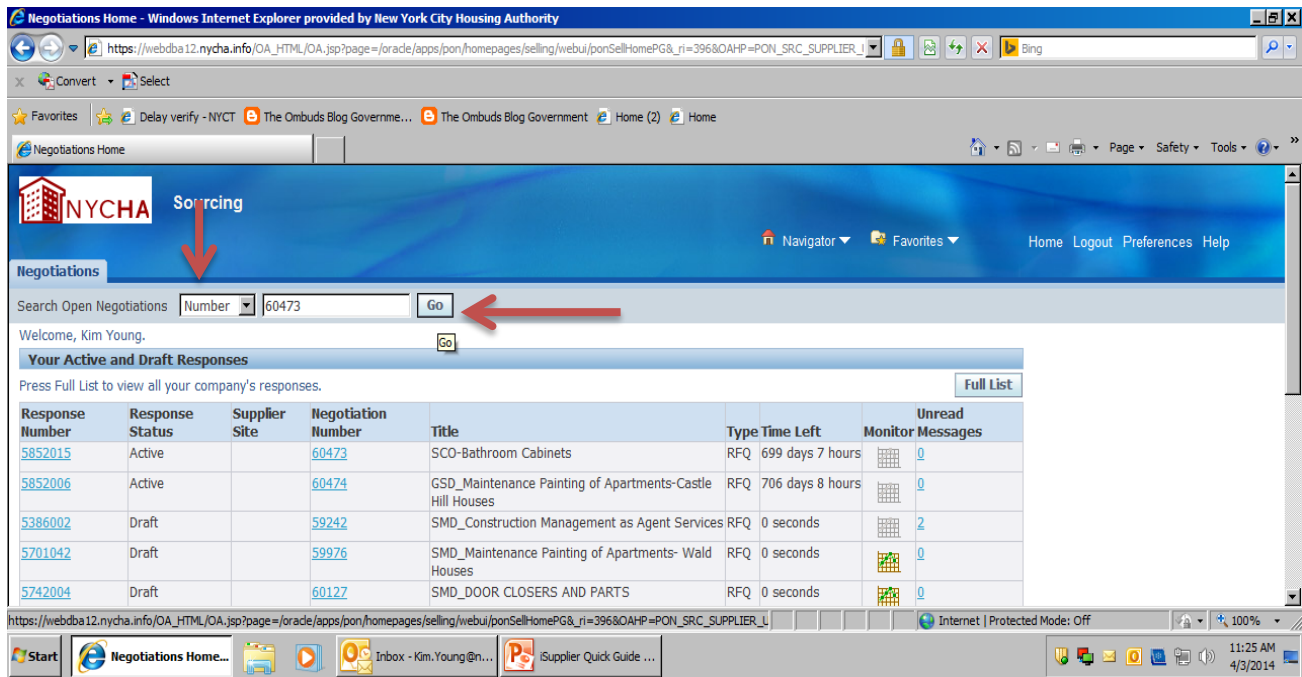 Negotiations Home - Windows Internet Explorer provided by New York City Housing Authority
https://webdba12.nycha.info/OA_HTML/OA.jsp?page=/oracle/apps/pon/homepages/selling/webui/ponSellHomePG&_ri=396&OAHP=PON_SRC_SUPPLIER_ Bing
x Convert Select
Favorites Delay verify - NYCT The Ombuds Blog Governme... The Ombuds Blog Government Home (2) Home
Negotiations Home Page Safety Tools »
NYCHA Sourcing
Navigator Favorites Home Logout Preferences Help
Negotiations
Search Open Negotiations Number 60473 Go
Welcome, Kim Young. Go
Your Active and Draft Responses
Press Full List to view all your company's responses. Full List
Response Number Response Status Supplier Site Negotiation Number Title Type Time Left Monitor Unread Messages
5852015 Active 60473 SCO-Bathroom Cabinets RFQ 699 days 7 hours 0
5852006 Active 60474 GSD_Maintenance Painting of Apartments-Castle Hill Houses RFQ 706 days 8 hours 0
5386002 Draft 59242 SMD_Construction Management as Agent Services RFQ 0 seconds 2
5701042 Draft 59976 SMD_Maintenance Painting of Apartments- Wald Houses RFQ 0 seconds 0
5742004 Draft 60127 SMD_DOOR CLOSERS AND PARTS RFQ 0 seconds 0
https://webdba12.nycha.info/OA_HTML/OA.jsp?page=/oracle/apps/pon/homepages/selling/webui/ponSellHomePG&_ri=396&OAHP=PON_SRC_SUPPLIER_L Internet | Protected Mode: Off 100%
Start Negotiations Home... Inbox - Kim.Young@n... iSupplier Quick Guide ... 11:25 AM
4/3/2014